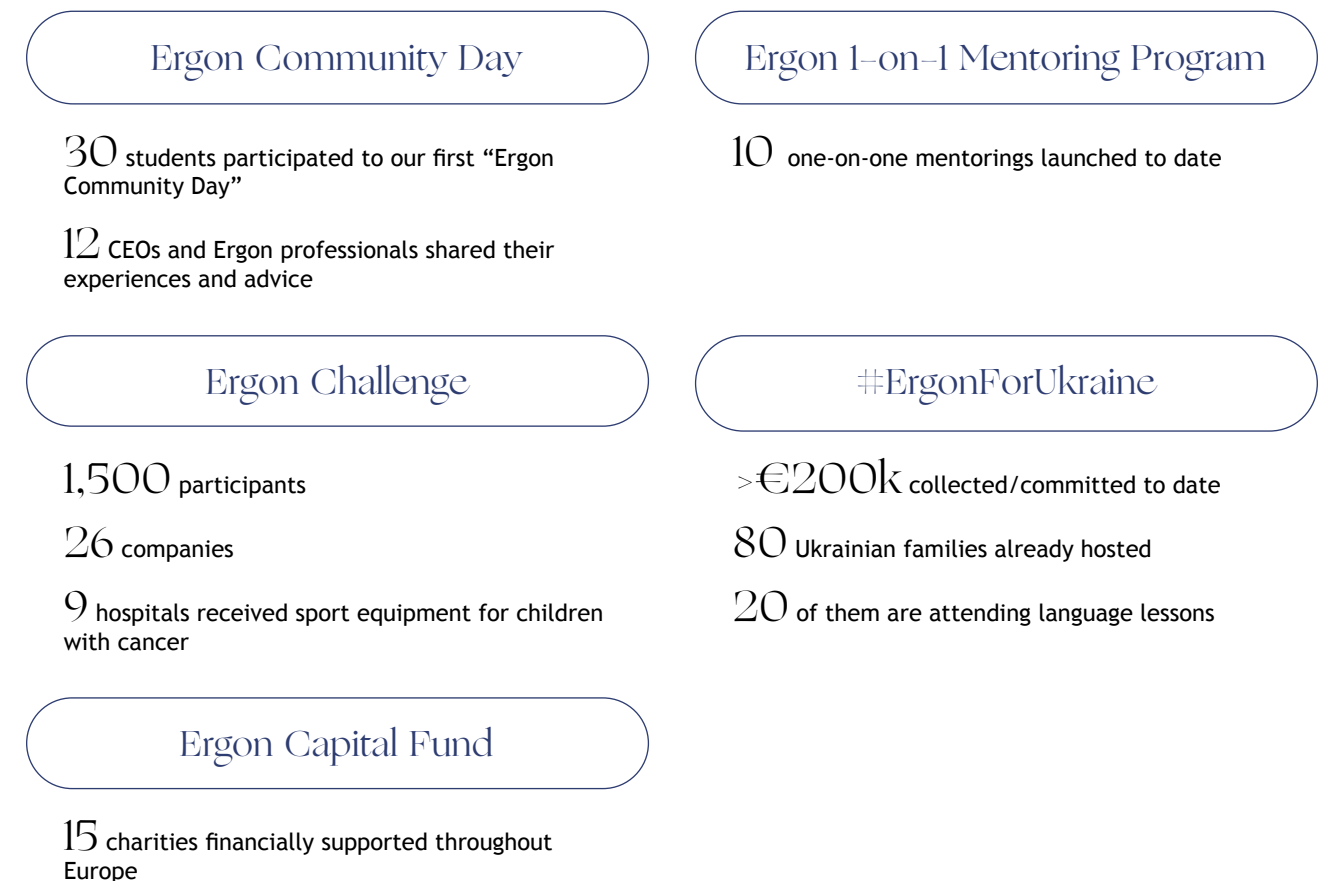 Ergon Community Day
30 students participated to our first “Ergon
Community Day”
12 CEOs and Ergon professionals shared their
experiences and advice
Ergon 1-on-1 Mentoring Program
10 one-on-one mentorings launched to date
Ergon Challenge
1,500 participants
26 companies
9 hospitals received sport equipment for children
with cancer
#ErgonForUkraine
>€200k collected/committed to date
80 Ukrainian families already hosted
20 of them are attending language lessons
Ergon Capital Fund
15 charities financially supported throughout
Europe